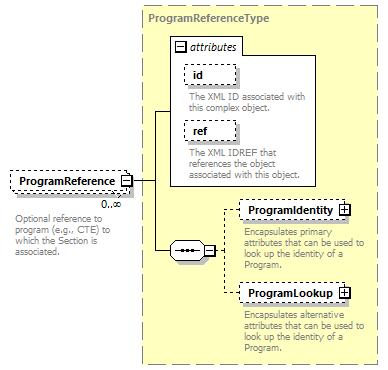 ProgramReferenceType
attributes
id
The XML ID associated with
this complex object.
ref
The XML IDREF that
references the object
associated with this object.
ProgramReference
0..∞
Optional reference to
program (e.g., CTE) to
which the Section is
associated.
ProgramIdentity
Encapsulates primary
attributes that can be used to
look up the identity of a
Program.
ProgramLookup
Encapsulates alternative
attributes that can be used to
look up the identity of a
Program.